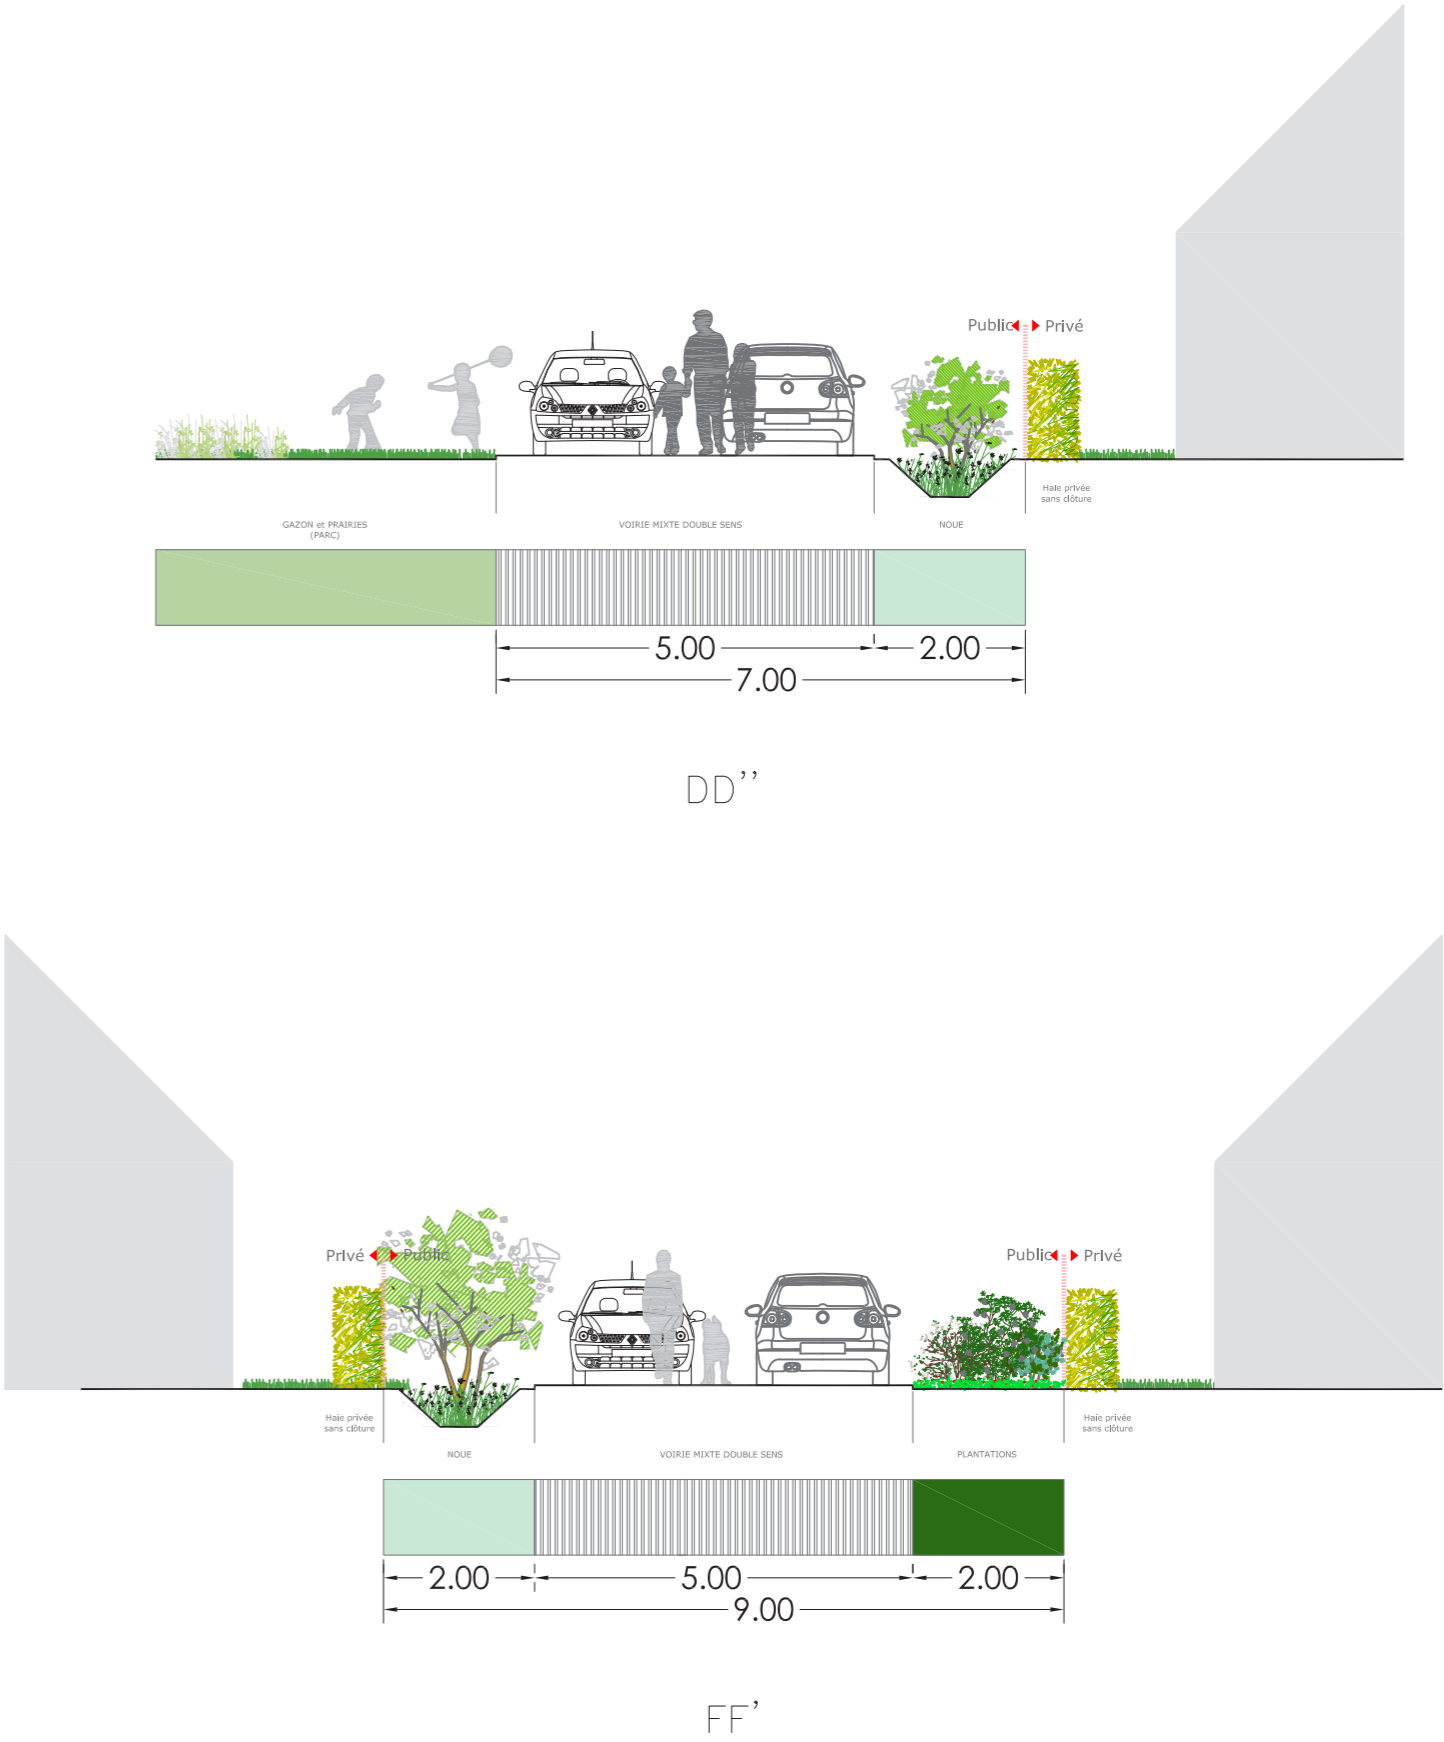 Public Privé
Haie privée
sans clôture
GAZON et PRAIRIES
(PARC)
VOIRIE MIXTE DOUBLE SENS
NOUE
5.00
2.00
7.00
DD’’
Privé Public
Public Privé
Haie privée
sans clôture
Haie privée
sans clôture
NOUE
VOIRIE MIXTE DOUBLE SENS
PLANTATIONS
2.00
5.00
2.00
9.00
FF’